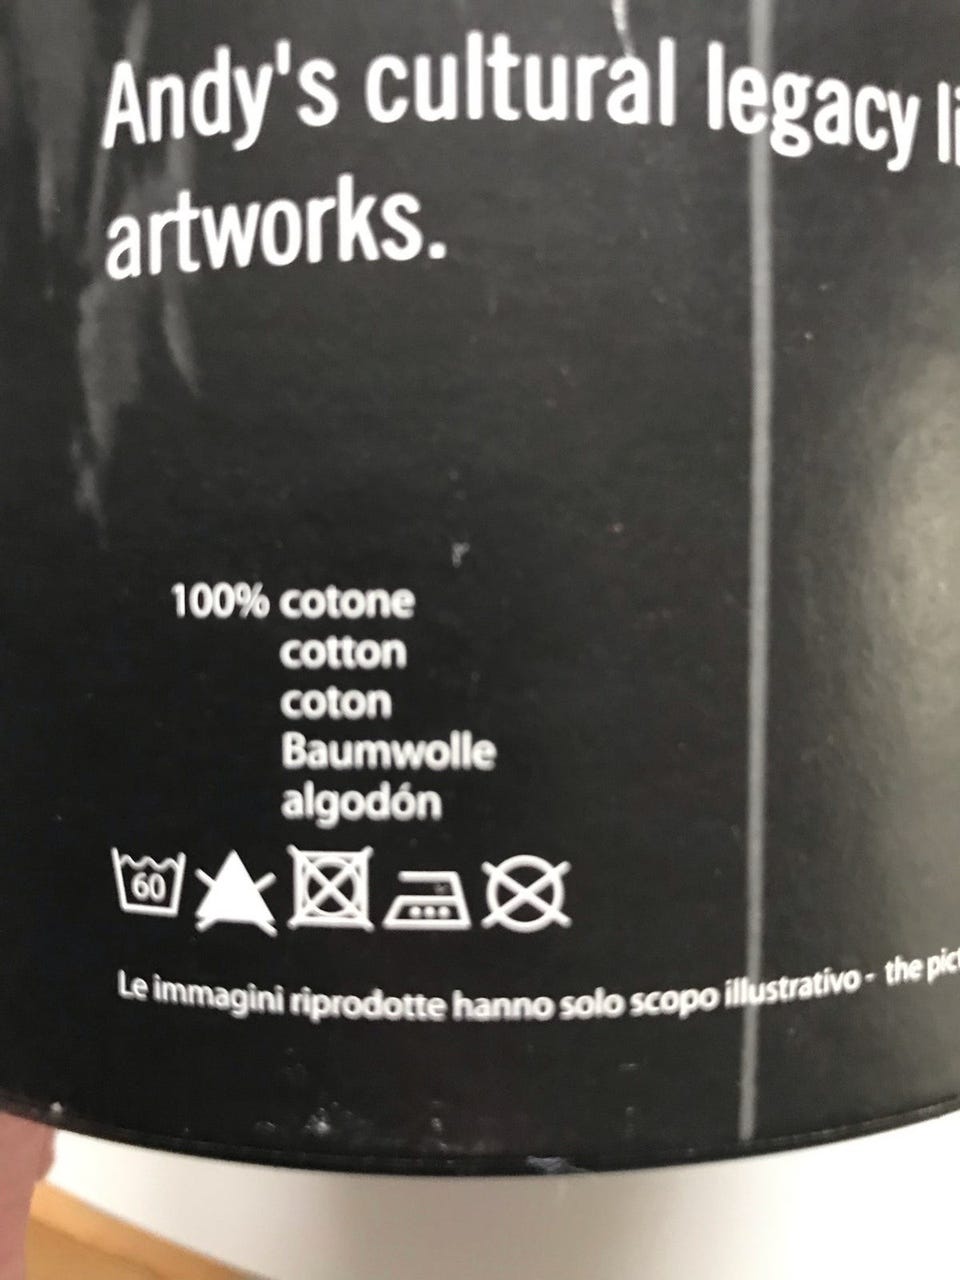 Andy's cultural legacy
artworks.
100% cotone
cotton
coton
Baumwolle
algodón
60
Le immagini riprodotte hanno solo scopo illustrativo - the